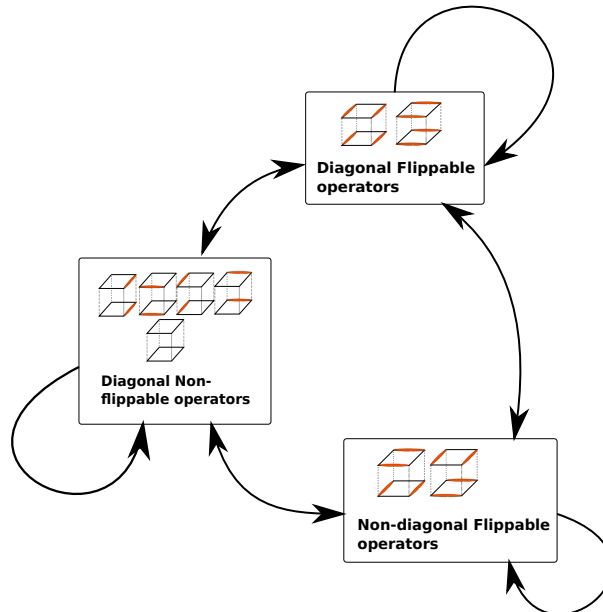 Diagonal Flippable
operators
Diagonal Non-
flippable operators
Non-diagonal Flippable
operators